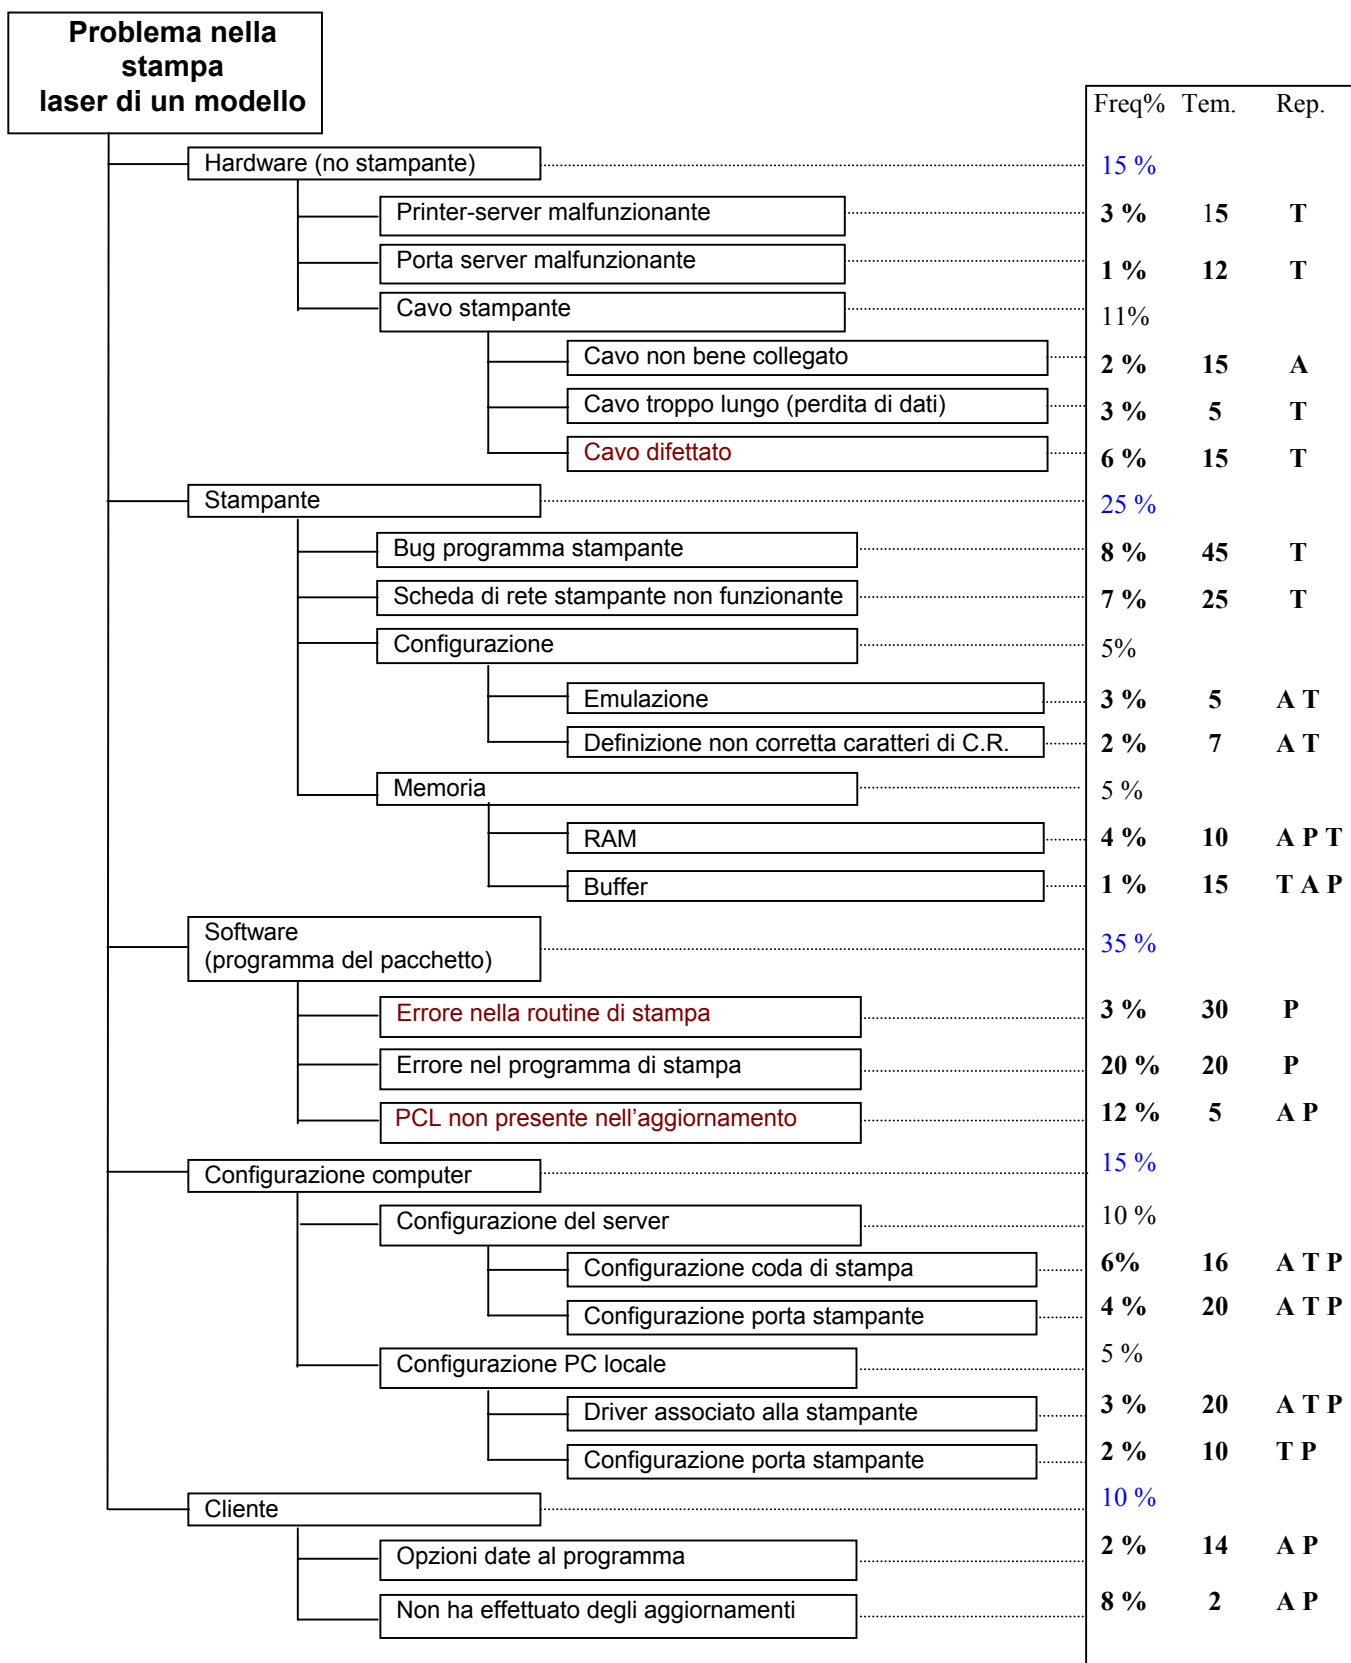 Problema nella
stampa
laser di un modello
Freq% Tem. Rep.
Hardware (no stampante) 15 %
Printer-server malfunzionante 3 % 15 T
Porta server malfunzionante 1 % 12 T
Cavo stampante 11%
Cavo non bene collegato 2 % 15 A
Cavo troppo lungo (perdita di dati) 3 % 5 T
Cavo difettato 6 % 15 T
Stampante 25 %
Bug programma stampante 8 % 45 T
Scheda di rete stampante non funzionante 7 % 25 T
Configurazione 5%
Emulazione 3 % 5 A T
Definizione non corretta caratteri di C.R. 2 % 7 A T
Memoria 5 %
RAM 4 % 10 A P T
Buffer 1 % 15 T A P
Software
(programma del pacchetto) 35 %
Errore nella routine di stampa 3 % 30 P
Errore nel programma di stampa 20 % 20 P
PCL non presente nell'aggiornamento 12 % 5 A P
Configurazione computer 15 %
Configurazione del server 10 %
Configurazione coda di stampa 6% 16 A T P
Configurazione porta stampante 4 % 20 A T P
Configurazione PC locale 5 %
Driver associato alla stampante 3 % 20 A T P
Configurazione porta stampante 2 % 10 T P
Cliente 10 %
Opzioni date al programma 2 % 14 A P
Non ha effettuato degli aggiornamenti 8 % 2 A P